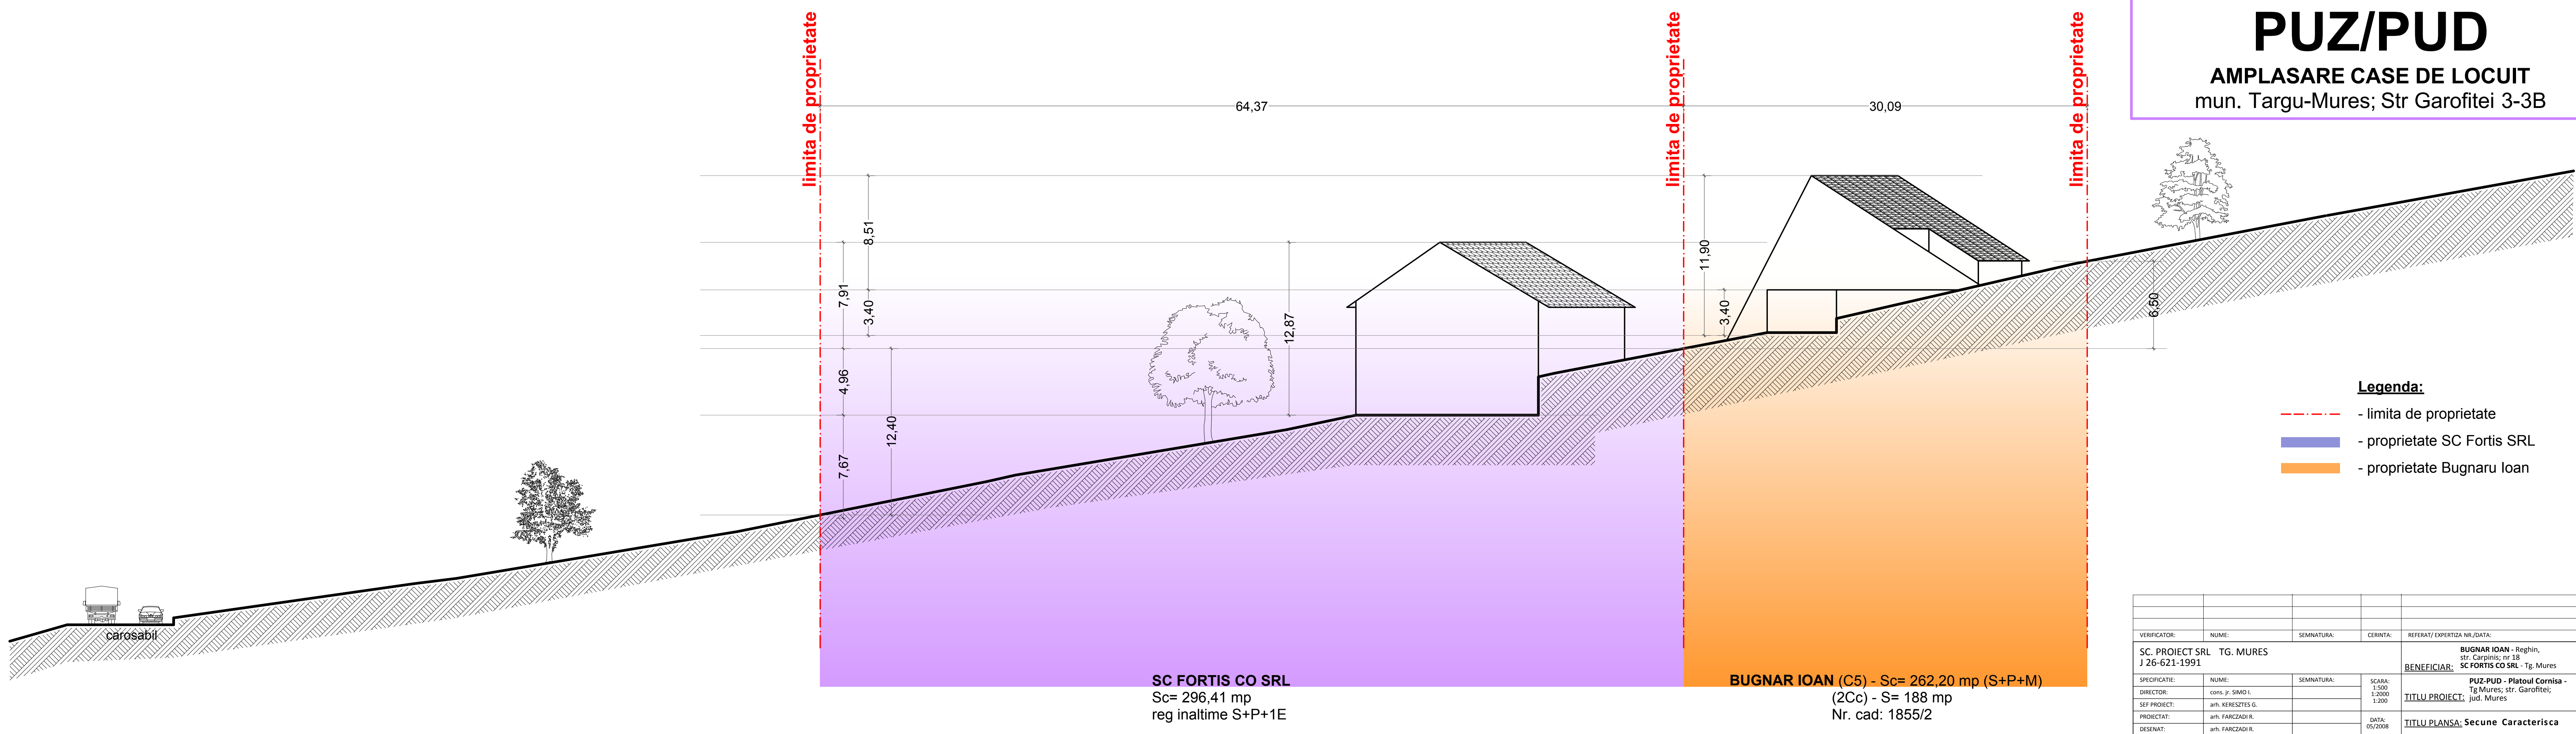 PUZ/PUD
AMPLASARE CASE DE LOCUIT
mun. Targu-Mures; Str Garofitei 3-3B
limita de proprietate
limita de proprietate
limita de proprietate
64,37
30,09
8,51
7,91
3,40
4,96
12,40
7,67
12,87
11,90
3,40
6,50
carosabil
Legenda:
- limita de proprietate
- proprietate SC Fortis SRL
- proprietate Bugnaru Ioan
SC FORTIS CO SRL
Sc= 296,41 mp
reg inaltime S+P+1E
BUGNAR IOAN (C5) - Sc= 262,20 mp (S+P+M)
(2Cc) - S= 188 mp
Nr. cad: 1855/2
VERIFICATOR: NUME: SEMNATURA: CERINTA: REFERAT/ EXPERTIZA NR./DATA:
SC. PROIECT SRL TG. MURES
J 26-621-1991
BENEFICIAR: BUGNAR IOAN - Reghin,
str. Carpinis; nr 18
SC FORTIS CO SRL - Tg. Mures
SPECIFICATIE: NUME: SEMNATURA: SCARA:
1:500
1:2000
1:200
TITLU PROIECT: PUZ-PUD - Platoul Cornisa -
Tg Mures; str. Garofitei;
jud. Mures
DIRECTOR: cons. jr. SIMO I.
SEF PROIECT: arh. KERESZTES G.
PROIECTAT: arh. FARCZADI R.
DATA:
05/2008
TITLU PLANSA: Secune Caracterisca
DESENAT: arh. FARCZADI R.